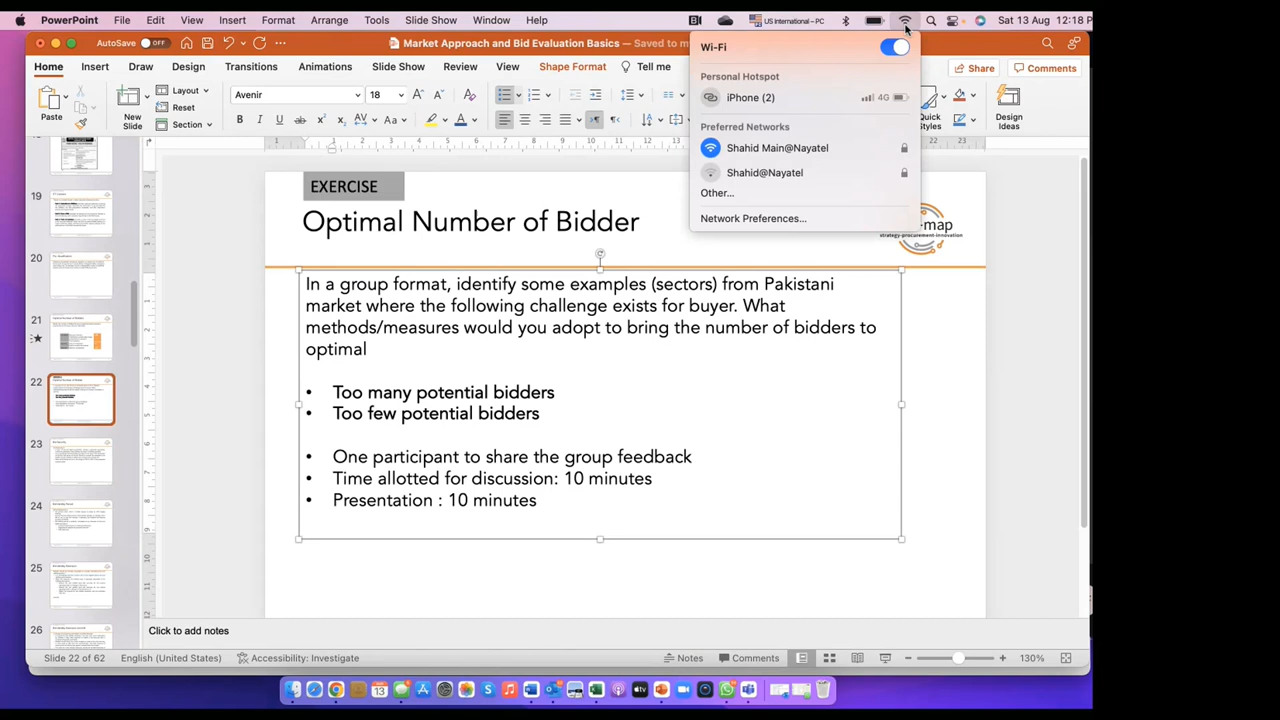 PowerPoint File Edit View Insert Format Arrange Tools Slide Show Window Help US International – PC Sat 13 Aug 12:18 PM
AutoSave OFF Market Approach and Bid Evaluation Basics — Saved to m
Home Insert Draw Design Transitions Animations Slide Show Review View Shape Format Tell me Share Comments
Wi-Fi
Personal Hotspot
iPhone (2) 4G
Preferred Networks
Shahid Main@Nayatel
Shahid@Nayatel
Other...
Network Preferences...
Paste
New Slide
Layout
Reset
Section
Avenir 18
Quick Styles
Design Ideas
19
20
21
22
23
24
25
26
EXERCISE
Optimal Number of Bidder
-map
strategy-procurement-innovation
In a group format, identify some examples (sectors) from Pakistani
market where the following challenge exists for buyer. What
methods/measures would you adopt to bring the number of bidders to
optimal
• Too many potential bidders
• Too few potential bidders
• One participant to share the group feedback
• Time allotted for discussion: 10 minutes
• Presentation : 10 minutes
Click to add notes
Slide 22 of 62 English (United States) Accessibility: Investigate Notes Comments 130%